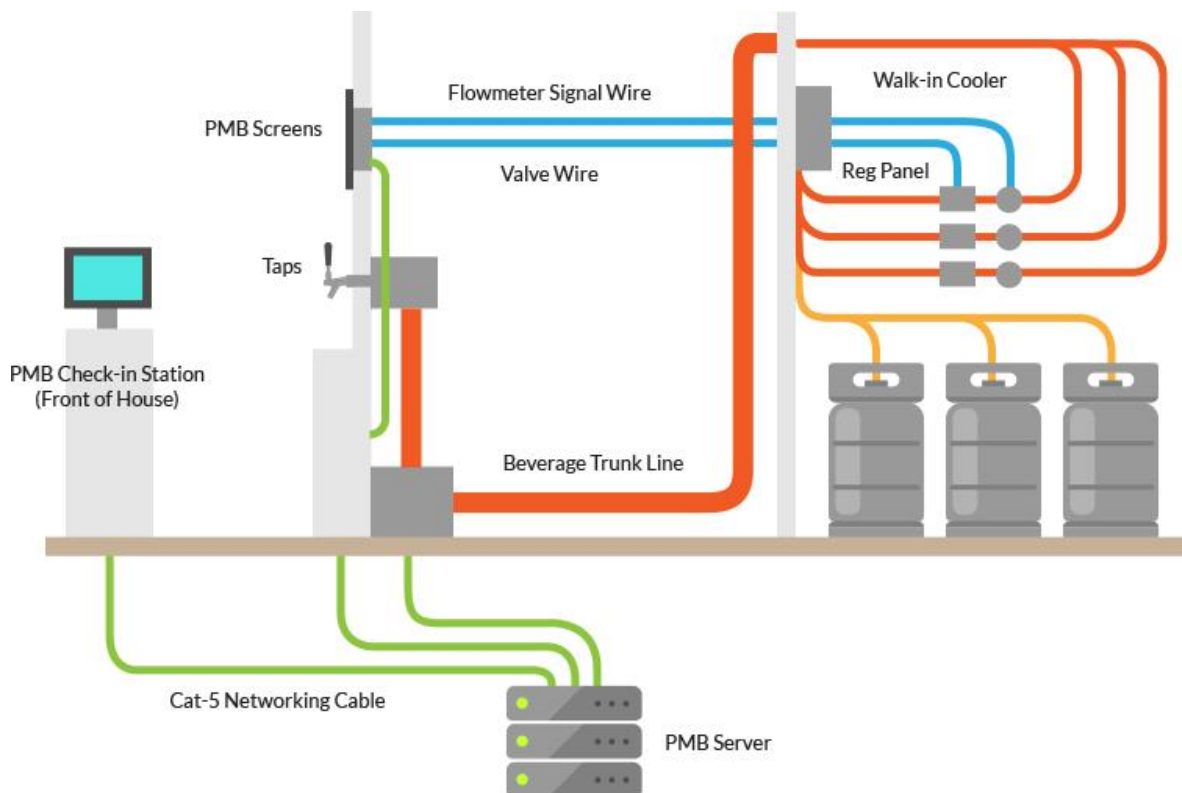 Flowmeter Signal Wire
Walk-in Cooler
PMB Screens
Valve Wire
Reg Panel
Taps
PMB Check-in Station
(Front of House)
Beverage Trunk Line
Cat-5 Networking Cable
PMB Server